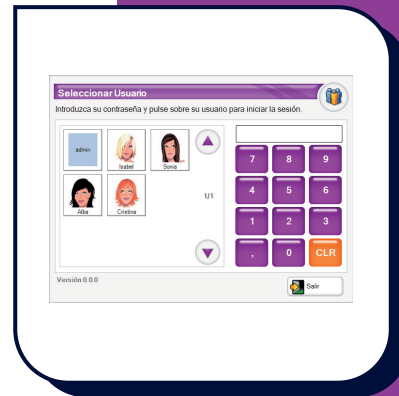 Seleccionar Usuario
Introduzca su contraseña y pulse sobre su usuario para iniciar la sesión.
admin
Isabel
Sonia
Alba
Cristina
1/1
7 8 9
4 5 6
1 2 3
, 0 CLR
Versión 0.0.0
Salir